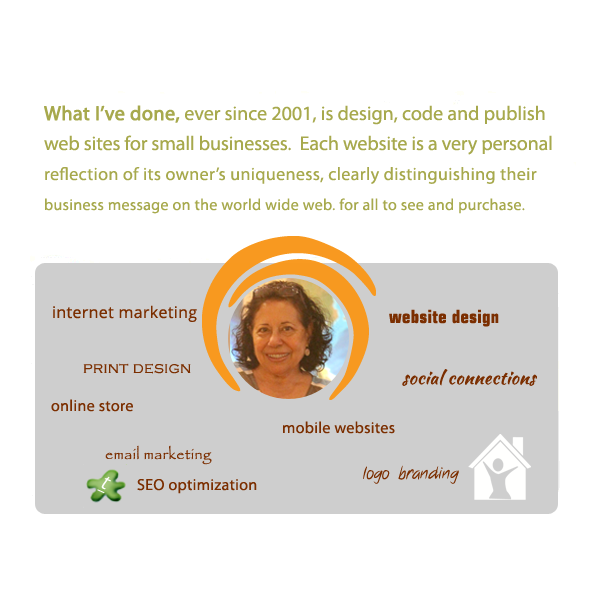 What I've done, ever since 2001, is design, code and publish
web sites for small businesses.  Each website is a very personal
reflection of its owner's uniqueness, clearly distinguishing their
business message on the world wide web. for all to see and purchase.
internet marketing
website design
PRINT DESIGN
social connections
online store
mobile websites
email marketing
logo branding
t
SEO optimization